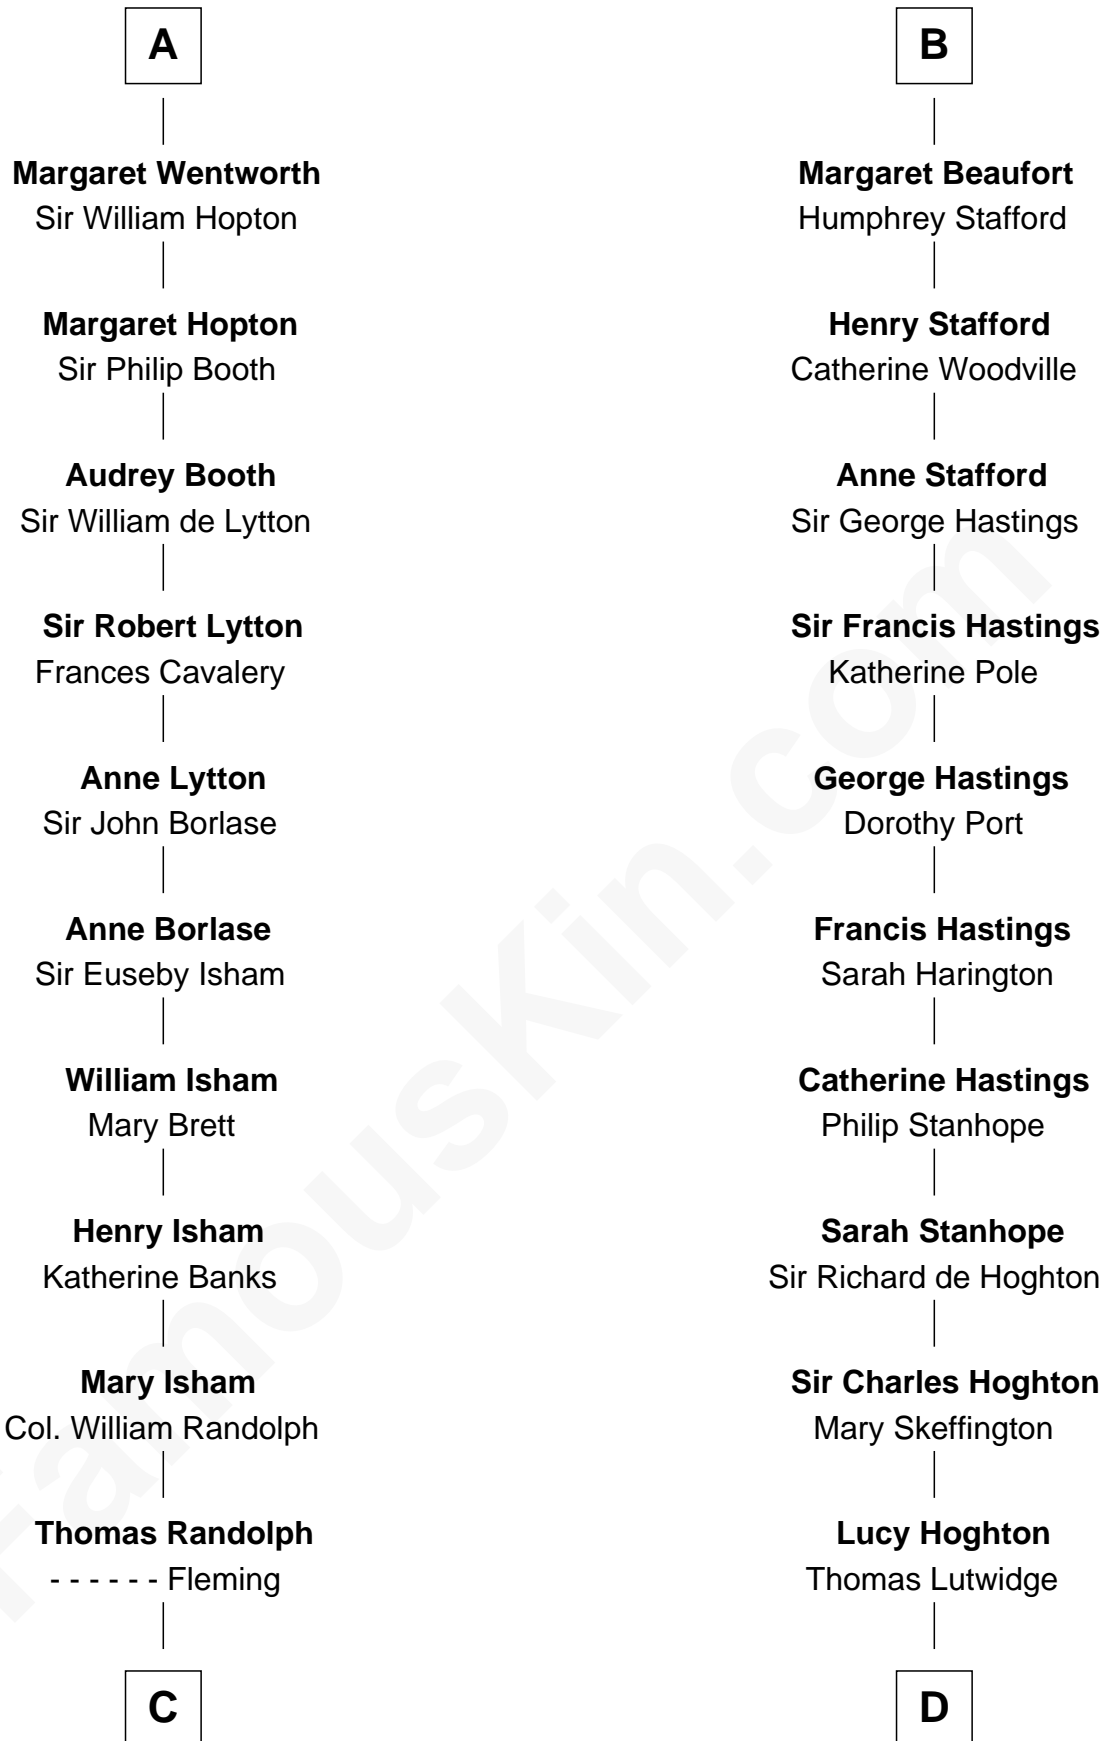 A
Margaret Wentworth
Sir William Hopton
Margaret Hopton
Sir Philip Booth
Audrey Booth
Sir William de Lytton
Sir Robert Lytton
Frances Cavalery
Anne Lytton
Sir John Borlase
Anne Borlase
Sir Euseby Isham
William Isham
Mary Brett
Henry Isham
Katherine Banks
Mary Isham
Col. William Randolph
Thomas Randolph
- - - - - - Fleming
C
B
Margaret Beaufort
Humphrey Stafford
Henry Stafford
Catherine Woodville
Anne Stafford
Sir George Hastings
Sir Francis Hastings
Katherine Pole
George Hastings
Dorothy Port
Francis Hastings
Sarah Harington
Catherine Hastings
Philip Stanhope
Sarah Stanhope
Sir Richard de Hoghton
Sir Charles Hoghton
Mary Skeffington
Lucy Hoghton
Thomas Lutwidge
D
FamousKin.com